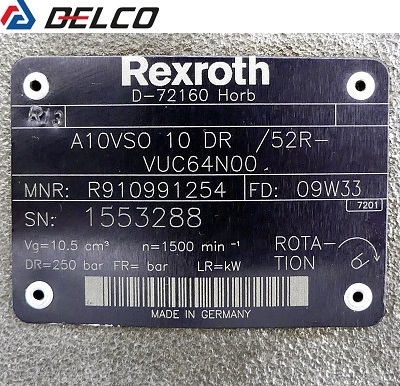 DELCO
Rexroth
D-72160 Horb
A10VSO 10 DR /52R-
VUC64N00
MNR: R910991254 FD: 09W33
7201
SN: 1553288
Vg=10.5 cm³ n=1500 min⁻¹
DR=250 bar FR= bar LR=kW
ROTA-
TION
MADE IN GERMANY